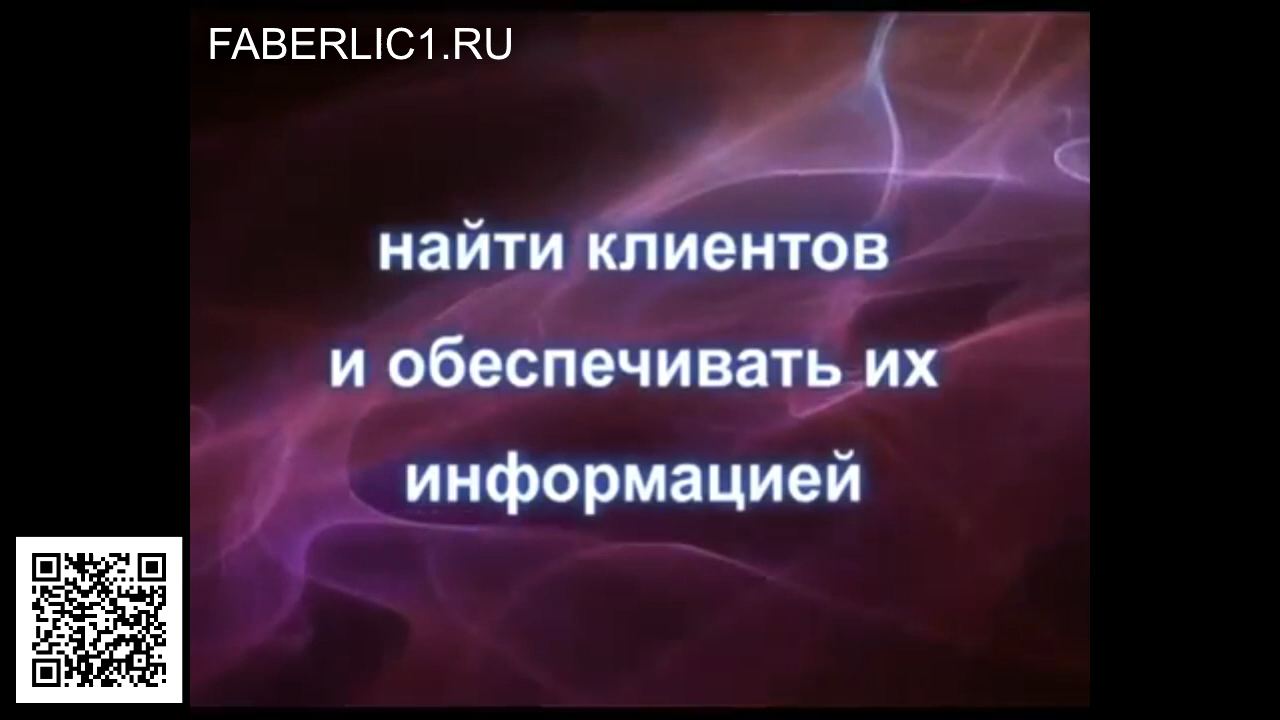 FABERLIC1.RU
найти клиентов
и обеспечивать их
информацией